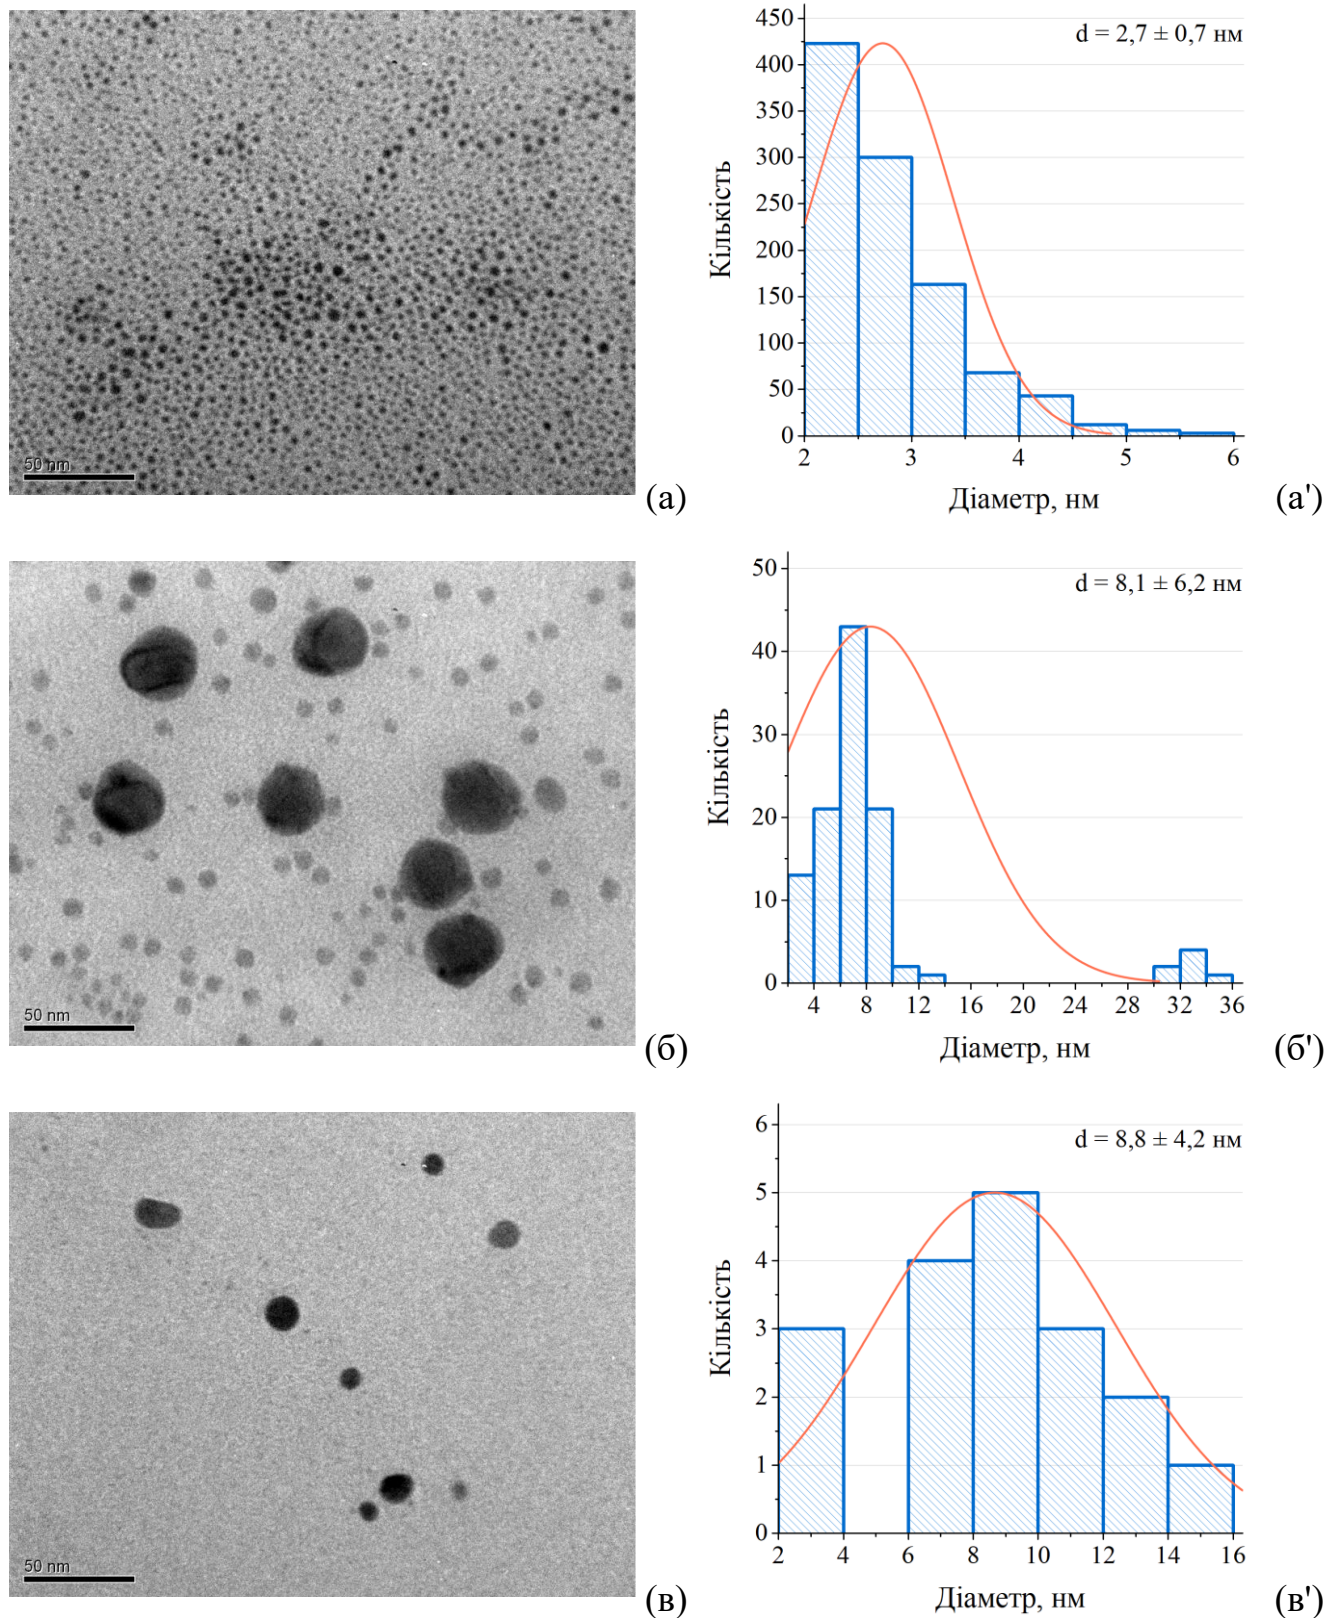 50 nm
(а)
450
400
350
300
250
200
150
100
50
0
Кількість
d = 2,7 ± 0,7 нм
2 3 4 5 6
Діаметр, нм
(а')
50 nm
(б)
50
40
30
20
10
0
Кількість
d = 8,1 ± 6,2 нм
4 8 12 16 20 24 28 32 36
Діаметр, нм
(б')
50 nm
(в)
6
5
4
3
2
1
0
Кількість
d = 8,8 ± 4,2 нм
2 4 6 8 10 12 14 16
Діаметр, нм
(в')